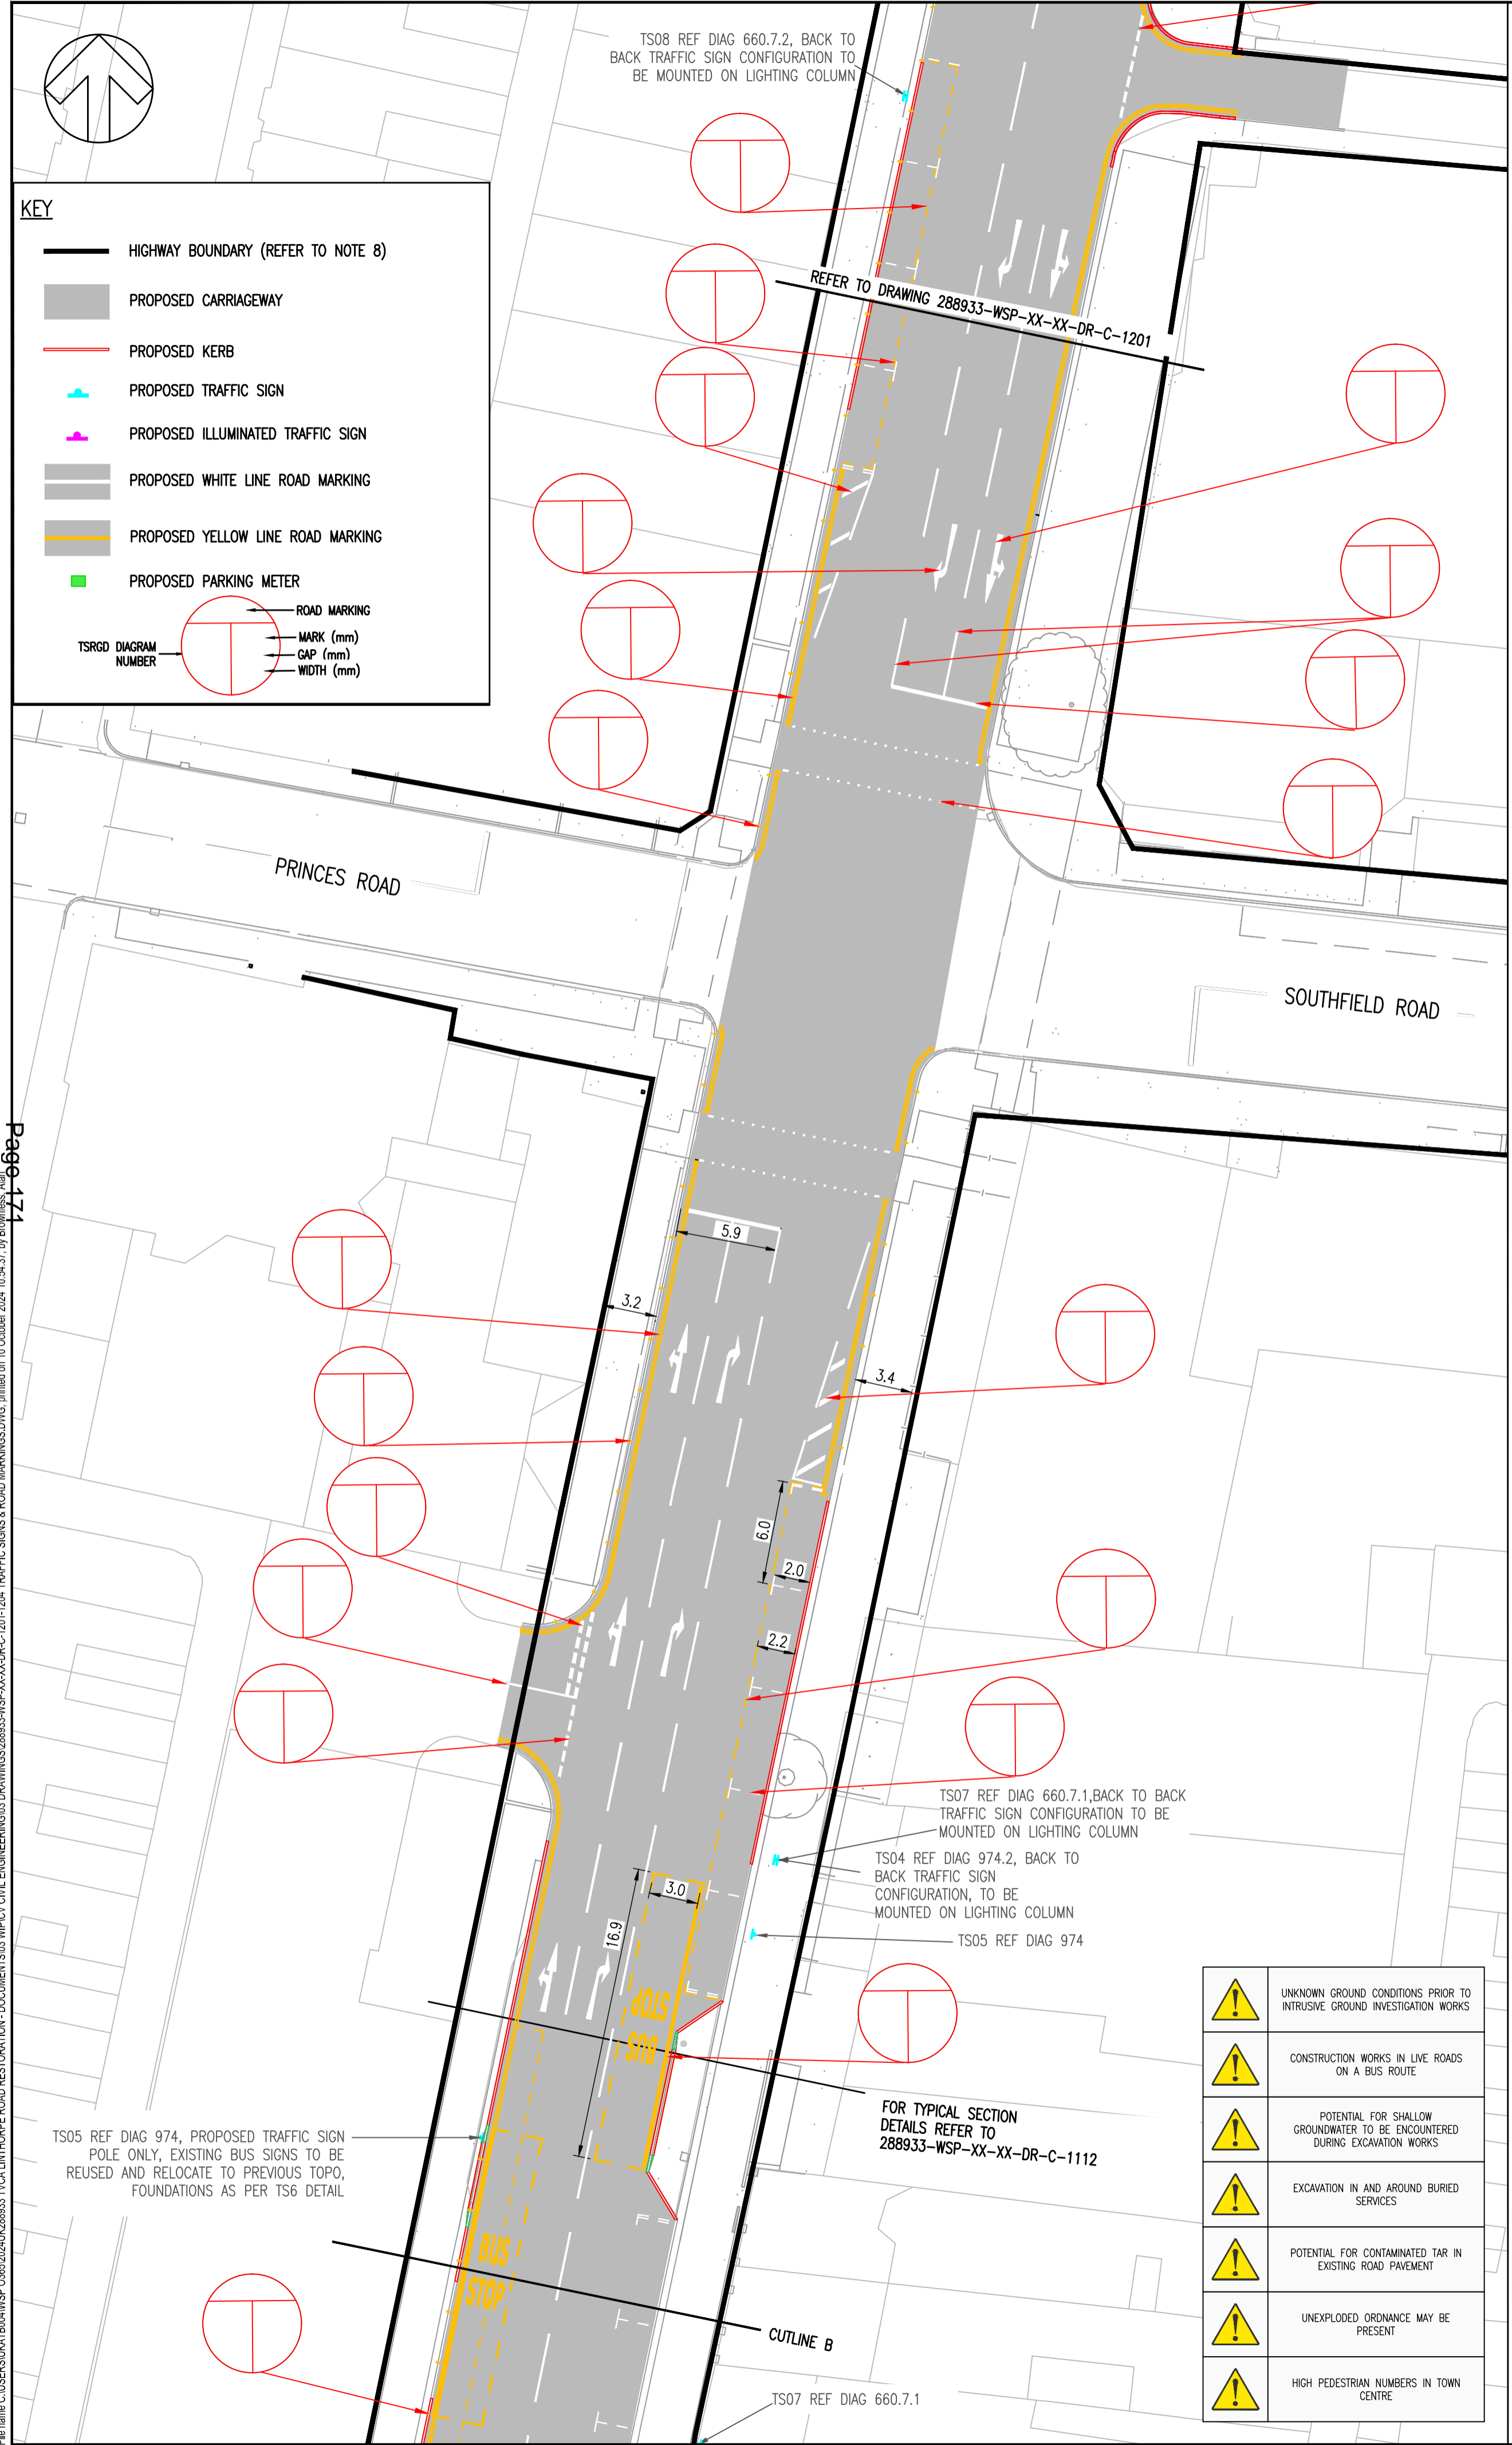 TS08 REF DIAG 660.7.2, BACK TO
BACK TRAFFIC SIGN CONFIGURATION TO
BE MOUNTED ON LIGHTING COLUMN
KEY
HIGHWAY BOUNDARY (REFER TO NOTE 8)
PROPOSED CARRIAGEWAY
PROPOSED KERB
PROPOSED TRAFFIC SIGN
PROPOSED ILLUMINATED TRAFFIC SIGN
PROPOSED WHITE LINE ROAD MARKING
PROPOSED YELLOW LINE ROAD MARKING
PROPOSED PARKING METER
ROAD MARKING
MARK (mm)
GAP (mm)
WIDTH (mm)
TSRGD DIAGRAM
NUMBER
REFER TO DRAWING 288933-WSP-XX-XX-DR-C-1201
PRINCES ROAD
SOUTHFIELD ROAD
Page 171
5.9
3.2
3.4
6.0
2.0
2.2
TS07 REF DIAG 660.7.1,BACK TO BACK
TRAFFIC SIGN CONFIGURATION TO BE
MOUNTED ON LIGHTING COLUMN
TS04 REF DIAG 974.2, BACK TO
BACK TRAFFIC SIGN
CONFIGURATION, TO BE
MOUNTED ON LIGHTING COLUMN
TS05 REF DIAG 974
3.0
16.9
BUS
STOP
FOR TYPICAL SECTION
DETAILS REFER TO
288933-WSP-XX-XX-DR-C-1112
TS05 REF DIAG 974, PROPOSED TRAFFIC SIGN
POLE ONLY, EXISTING BUS SIGNS TO BE
REUSED AND RELOCATE TO PREVIOUS TOPO,
FOUNDATIONS AS PER TS6 DETAIL
BUS
STOP
CUTLINE B
TS07 REF DIAG 660.7.1
UNKNOWN GROUND CONDITIONS PRIOR TO
INTRUSIVE GROUND INVESTIGATION WORKS
CONSTRUCTION WORKS IN LIVE ROADS
ON A BUS ROUTE
POTENTIAL FOR SHALLOW
GROUNDWATER TO BE ENCOUNTERED
DURING EXCAVATION WORKS
EXCAVATION IN AND AROUND BURIED
SERVICES
POTENTIAL FOR CONTAMINATED TAR IN
EXISTING ROAD PAVEMENT
UNEXPLODED ORDNANCE MAY BE
PRESENT
HIGH PEDESTRIAN NUMBERS IN TOWN
CENTRE